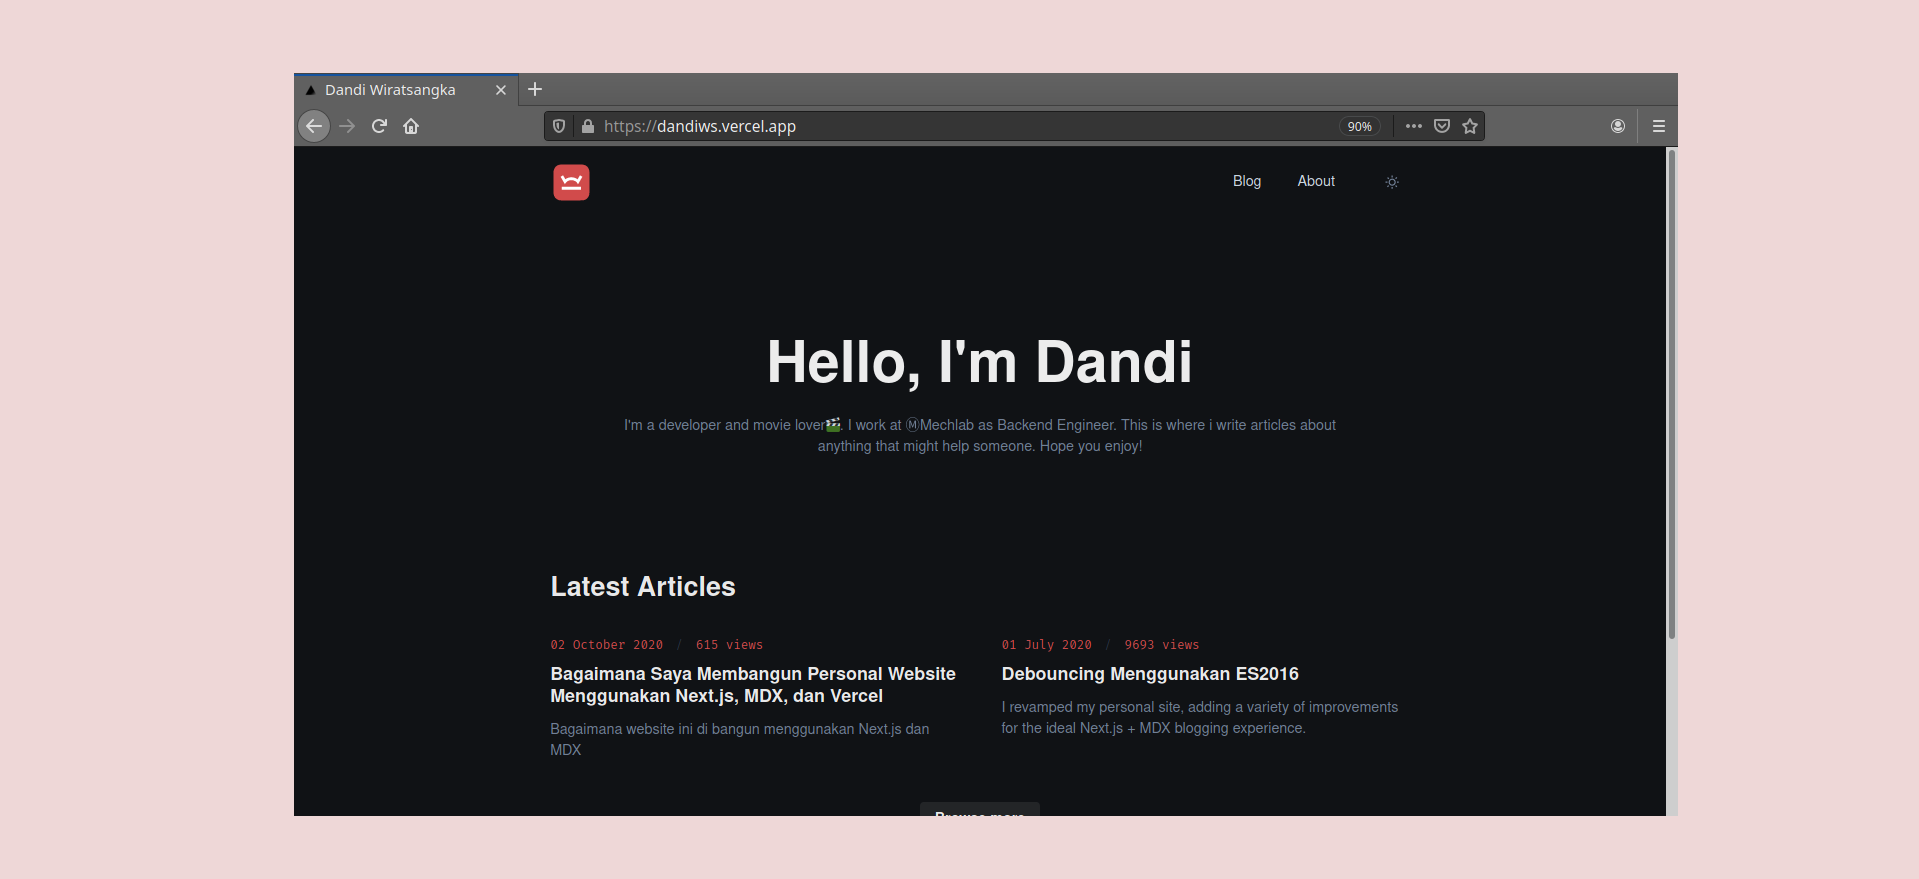 Dandi Wiratsangka
https://dandiws.vercel.app
90%
Blog
About
Hello, I'm Dandi
I'm a developer and movie lover🎬. I work at ⓂMechlab as Backend Engineer. This is where i write articles about
anything that might help someone. Hope you enjoy!
Latest Articles
02 October 2020 / 615 views
Bagaimana Saya Membangun Personal Website
Menggunakan Next.js, MDX, dan Vercel
Bagaimana website ini di bangun menggunakan Next.js dan
MDX
01 July 2020 / 9693 views
Debouncing Menggunakan ES2016
I revamped my personal site, adding a variety of improvements
for the ideal Next.js + MDX blogging experience.
Browse more